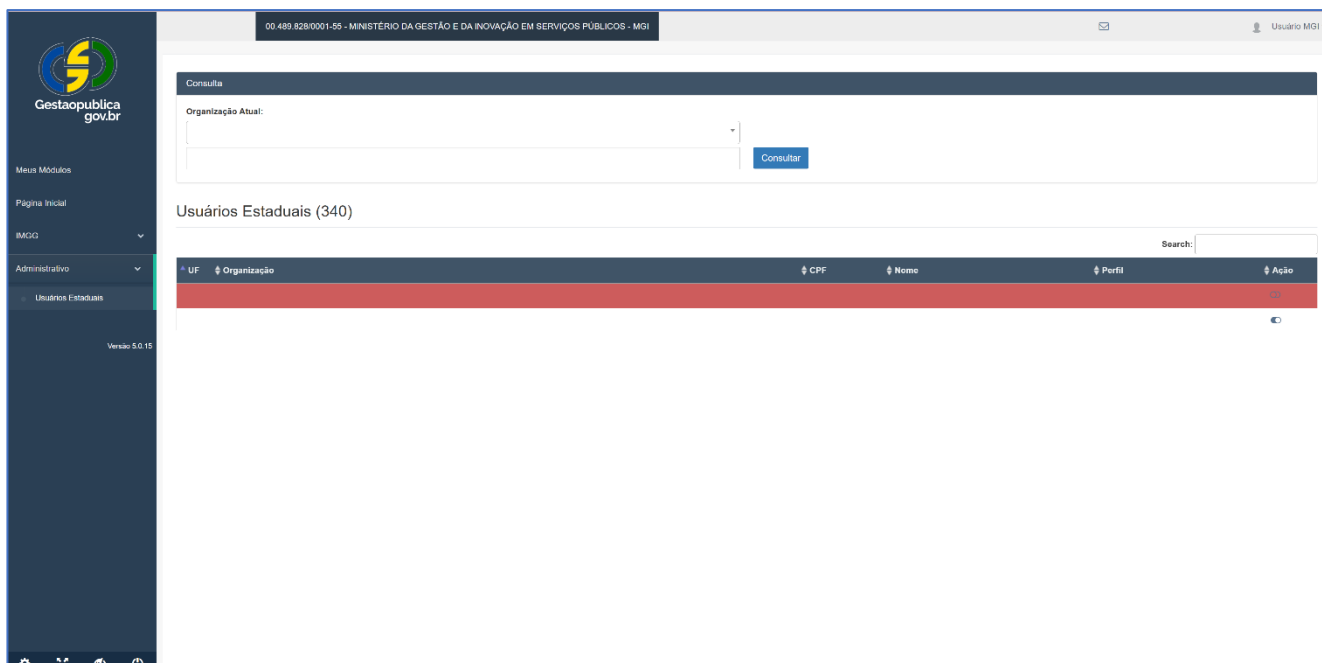 00.489.828/0001-55 - MINISTÉRIO DA GESTÃO E DA INOVAÇÃO EM SERVIÇOS PÚBLICOS - MGI
Usuário MGI
Gestaopublica
gov.br
Meus Módulos
Página Inicial
IMGG
Administrativo
Usuários Estaduais
Versão 5.0.15
Consulta
Organização Atual:
Consultar
Usuários Estaduais (340)
Search:
UF Organização CPF Nome Perfil Ação